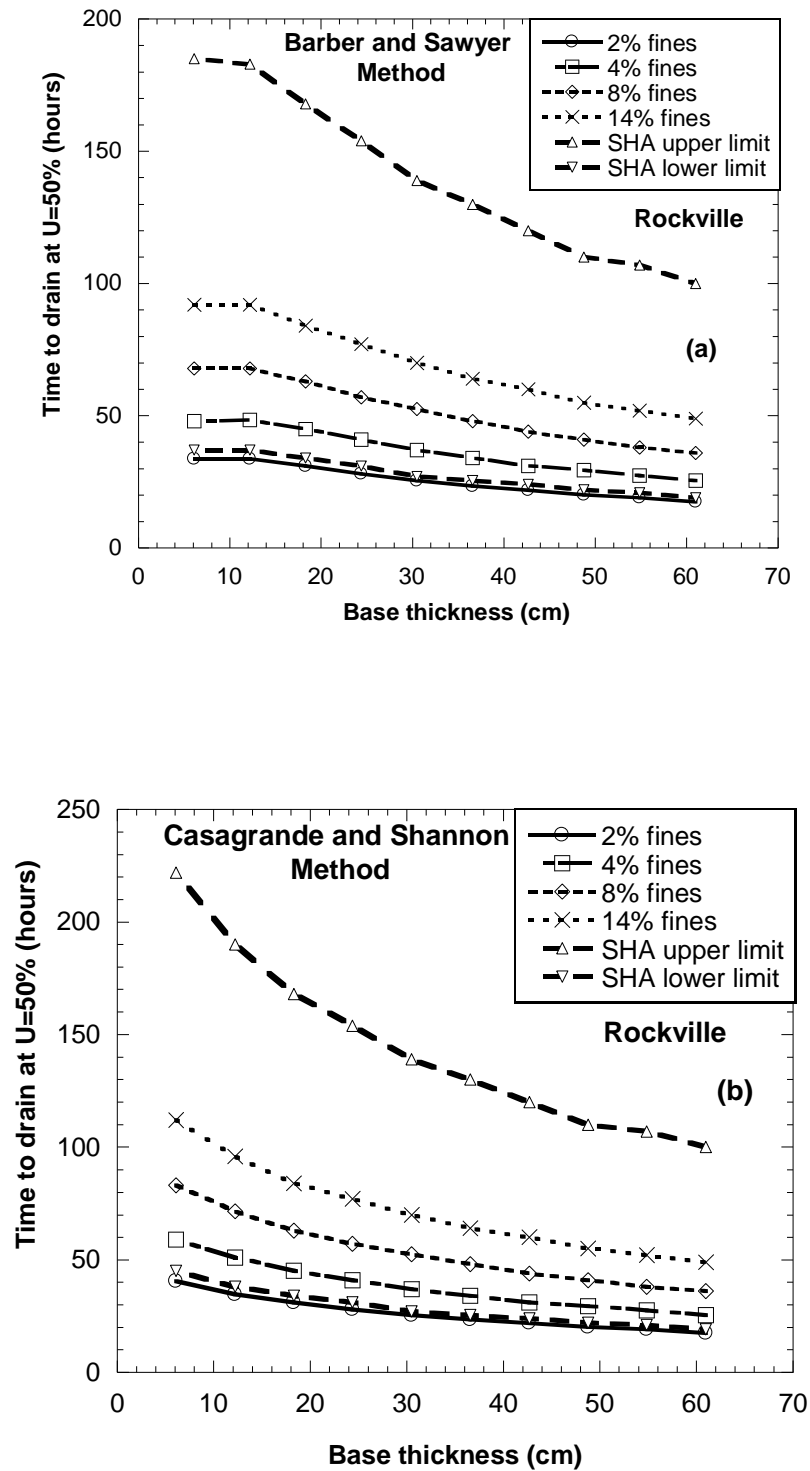 Barber and Sawyer
Method
2% fines
4% fines
8% fines
14% fines
SHA upper limit
SHA lower limit
Rockville
(a)
Time to drain at U=50% (hours)
200
150
100
50
0
0 10 20 30 40 50 60 70
Base thickness (cm)
Casagrande and Shannon
Method
2% fines
4% fines
8% fines
14% fines
SHA upper limit
SHA lower limit
Rockville
(b)
Time to drain at U=50% (hours)
250
200
150
100
50
0
0 10 20 30 40 50 60 70
Base thickness (cm)